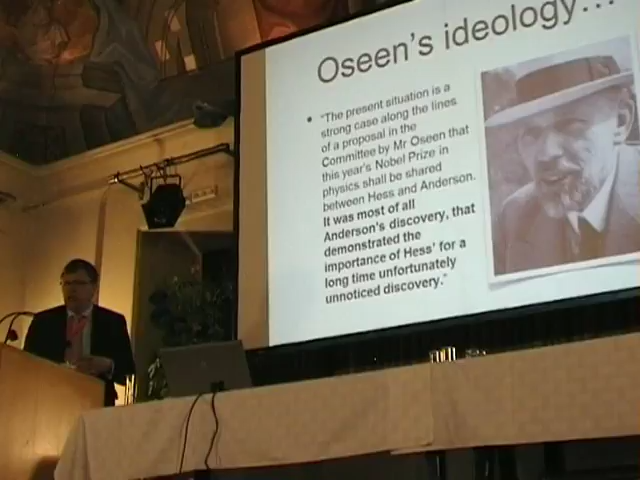 Oseen's ideology…
• "The present situation is a
strong case along the lines
of a proposal in the
Committee by Mr Oseen that
this year's Nobel Prize in
physics shall be shared
between Hess and Anderson.
It was most of all
Anderson's discovery, that
demonstrated the
importance of Hess' for a
long time unfortunately
unnoticed discovery."